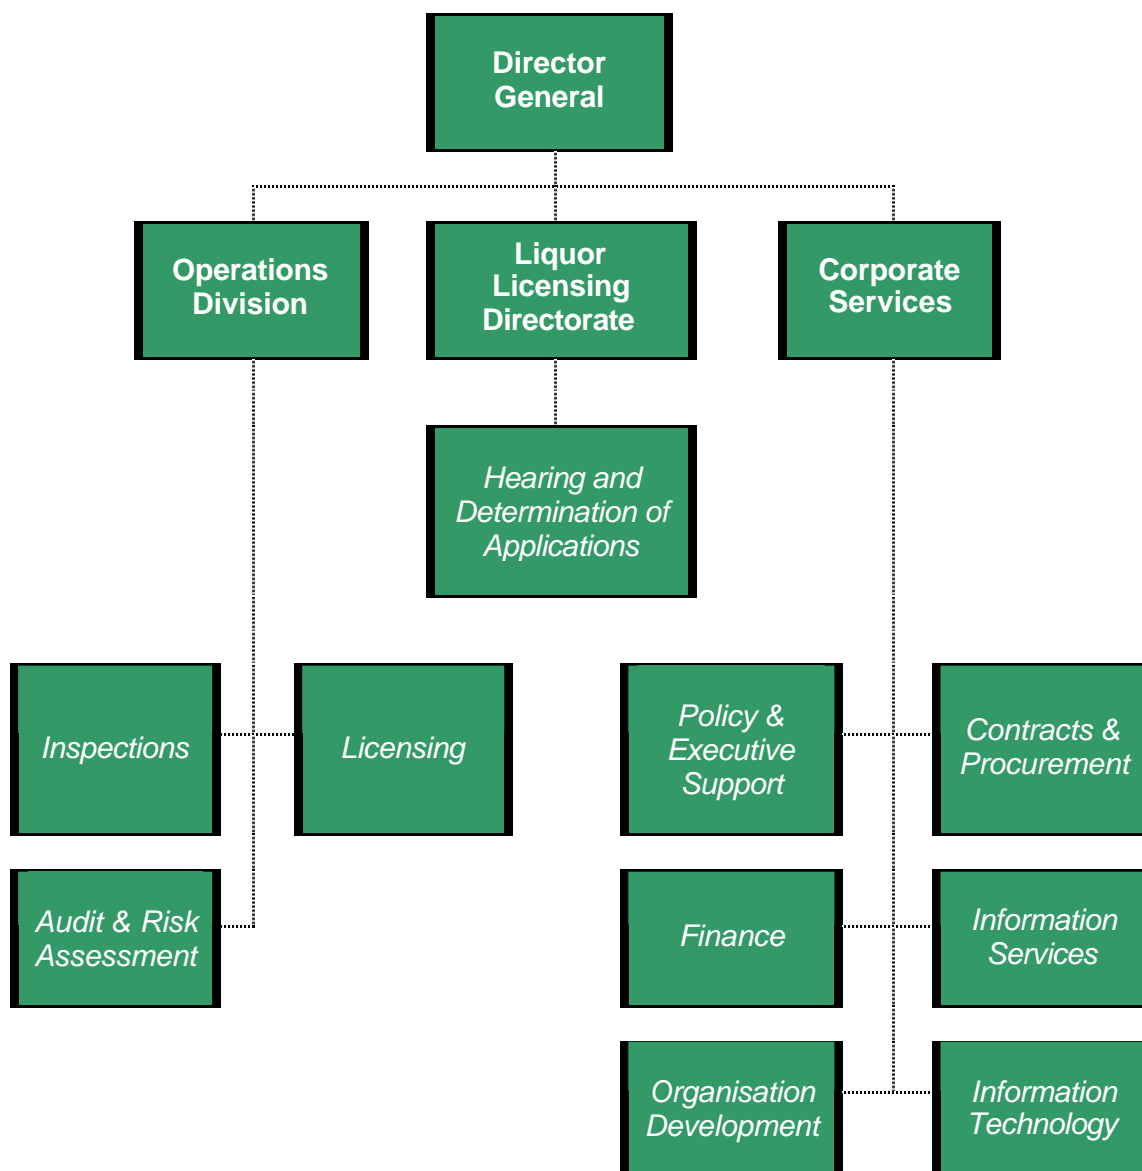 Director
General
Operations
Division
Liquor
Licensing
Directorate
Corporate
Services
Hearing and
Determination of
Applications
Inspections
Licensing
Policy &
Executive
Support
Contracts &
Procurement
Audit & Risk
Assessment
Finance
Information
Services
Organisation
Development
Information
Technology